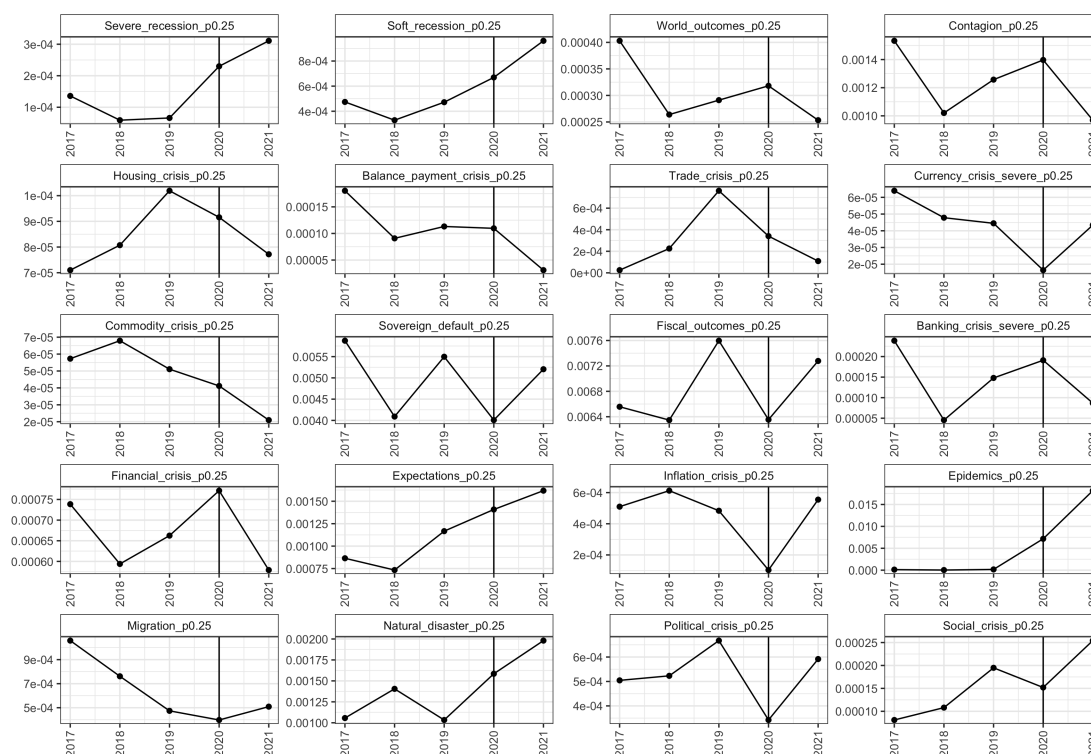 Severe_recession_p0.25 Soft_recession_p0.25 World_outcomes_p0.25 Contagion_p0.25
3e-04 2e-04 1e-04 8e-04 6e-04 4e-04 0.00040 0.00035 0.00030 0.00025 0.0014 0.0012 0.0010
2017 2018 2019 2020 2021 2017 2018 2019 2020 2021 2017 2018 2019 2020 2021 2017 2018 2019 2020
Housing_crisis_p0.25 Balance_payment_crisis_p0.25 Trade_crisis_p0.25 Currency_crisis_severe_p0.25
1e-04 9e-05 8e-05 7e-05 0.00015 0.00010 0.00005 6e-04 4e-04 2e-04 0e+00 6e-05 5e-05 4e-05 3e-05 2e-05
2017 2018 2019 2020 2021 2017 2018 2019 2020 2021 2017 2018 2019 2020 2021 2017 2018 2019 2020
Commodity_crisis_p0.25 Sovereign_default_p0.25 Fiscal_outcomes_p0.25 Banking_crisis_severe_p0.25
7e-05 6e-05 5e-05 4e-05 3e-05 2e-05 0.0055 0.0050 0.0045 0.0040 0.0076 0.0072 0.0068 0.0064 0.00020 0.00015 0.00010 0.00005
2017 2018 2019 2020 2021 2017 2018 2019 2020 2021 2017 2018 2019 2020 2021 2017 2018 2019 2020
Financial_crisis_p0.25 Expectations_p0.25 Inflation_crisis_p0.25 Epidemics_p0.25
0.00075 0.00070 0.00065 0.00060 0.00150 0.00125 0.00100 0.00075 6e-04 4e-04 2e-04 0.015 0.010 0.005 0.000
2017 2018 2019 2020 2021 2017 2018 2019 2020 2021 2017 2018 2019 2020 2021 2017 2018 2019 2020
Migration_p0.25 Natural_disaster_p0.25 Political_crisis_p0.25 Social_crisis_p0.25
9e-04 7e-04 5e-04 0.00200 0.00175 0.00150 0.00125 0.00100 6e-04 5e-04 4e-04 0.00025 0.00020 0.00015 0.00010
2017 2018 2019 2020 2021 2017 2018 2019 2020 2021 2017 2018 2019 2020 2021 2017 2018 2019 2020